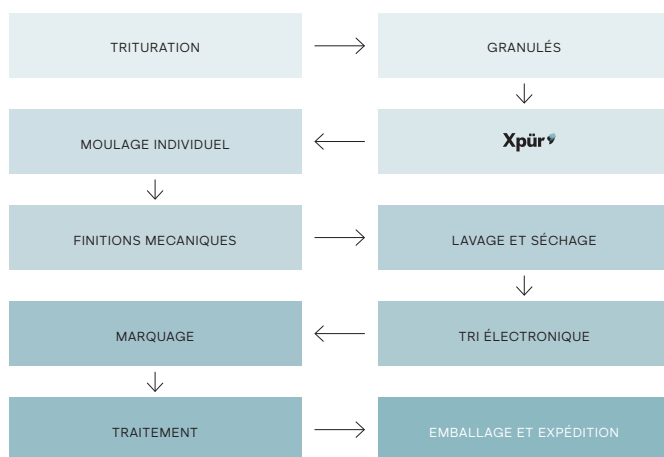 TRITURATION
GRANULÉS
Xpür
MOULAGE INDIVIDUEL
FINITIONS MECANIQUES
LAVAGE ET SÉCHAGE
TRI ÉLECTRONIQUE
MARQUAGE
TRAITEMENT
EMBALLAGE ET EXPÉDITION